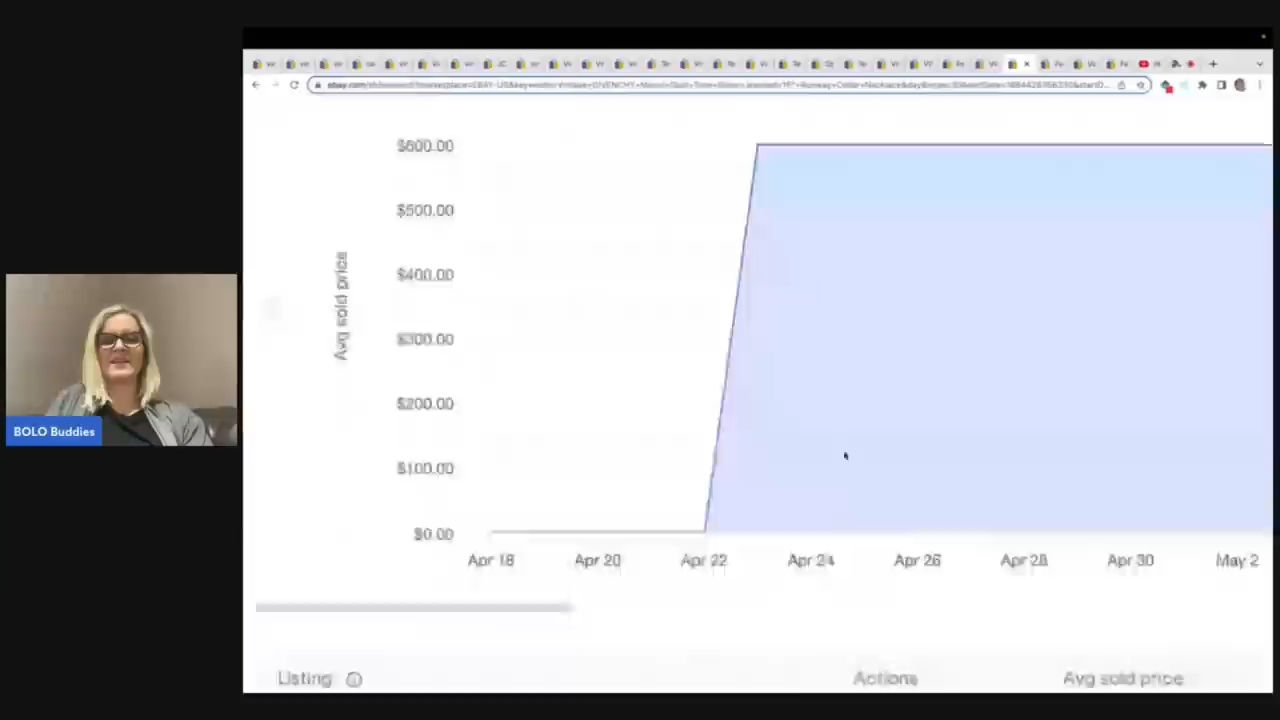 $600.00
$500.00
$400.00
$300.00
$200.00
$100.00
$0.00
Avg sold price
Apr 18 Apr 20 Apr 22 Apr 24 Apr 26 Apr 28 Apr 30 May 2
BOLO Buddies
Listing Actions Avg sold price